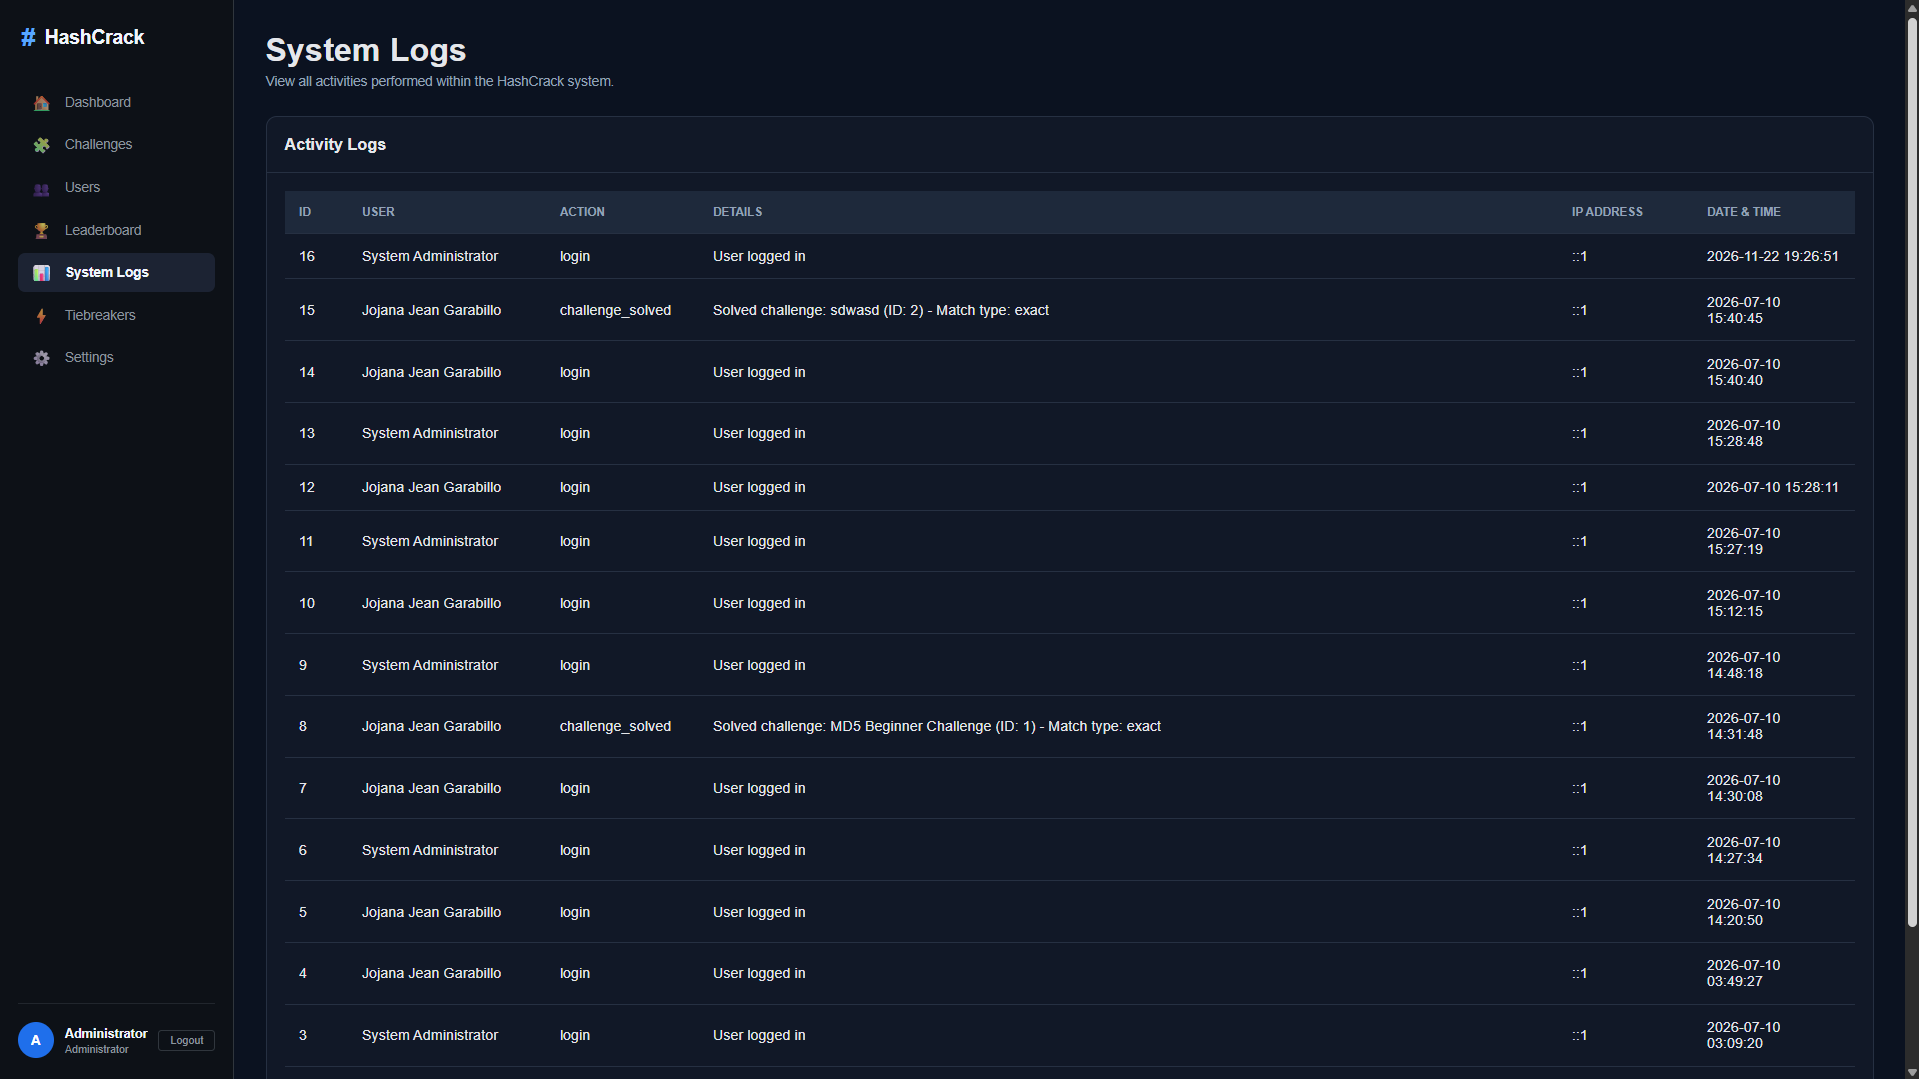 # HashCrack
Dashboard
Challenges
Users
Leaderboard
System Logs
Tiebreakers
Settings
A
Administrator
Administrator
Logout
System Logs
View all activities performed within the HashCrack system.
Activity Logs
ID USER ACTION DETAILS IP ADDRESS DATE & TIME
16 System Administrator login User logged in ::1 2026-11-22 19:26:51
15 Jojana Jean Garabillo challenge_solved Solved challenge: sdwasd (ID: 2) - Match type: exact ::1 2026-07-10
15:40:45
14 Jojana Jean Garabillo login User logged in ::1 2026-07-10
15:40:40
13 System Administrator login User logged in ::1 2026-07-10
15:28:48
12 Jojana Jean Garabillo login User logged in ::1 2026-07-10 15:28:11
11 System Administrator login User logged in ::1 2026-07-10
15:27:19
10 Jojana Jean Garabillo login User logged in ::1 2026-07-10
15:12:15
9 System Administrator login User logged in ::1 2026-07-10
14:48:18
8 Jojana Jean Garabillo challenge_solved Solved challenge: MD5 Beginner Challenge (ID: 1) - Match type: exact ::1 2026-07-10
14:31:48
7 Jojana Jean Garabillo login User logged in ::1 2026-07-10
14:30:08
6 System Administrator login User logged in ::1 2026-07-10
14:27:34
5 Jojana Jean Garabillo login User logged in ::1 2026-07-10
14:20:50
4 Jojana Jean Garabillo login User logged in ::1 2026-07-10
03:49:27
3 System Administrator login User logged in ::1 2026-07-10
03:09:20